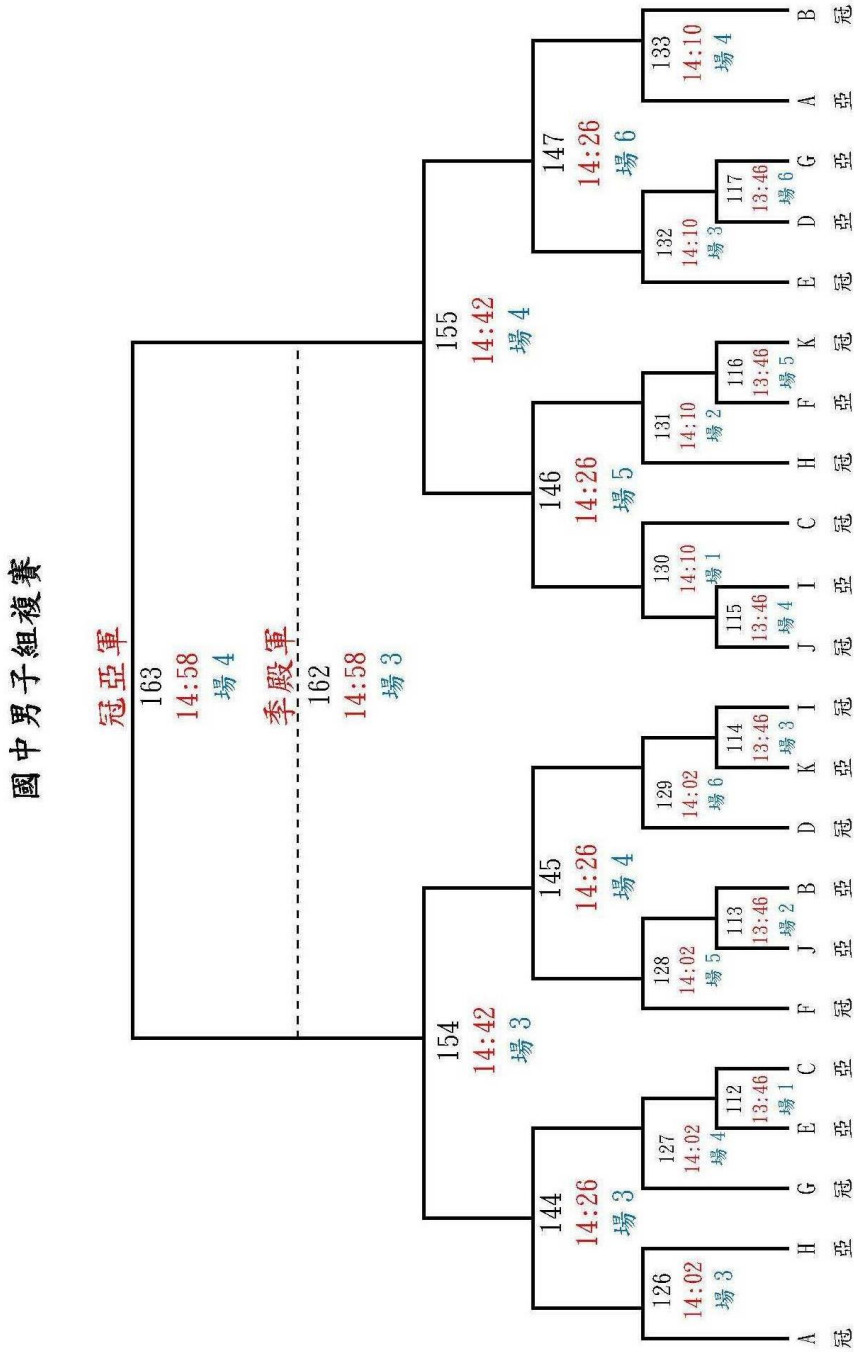 國中男子組複賽
冠亞軍
163
14:58
場 4
季殿軍
162
14:58
場 3
154
14:42
場 3
155
14:42
場 4
144
14:26
場 3
145
14:26
場 4
146
14:26
場 5
147
14:26
場 6
126
14:02
場 3
127
14:02
場 4
128
14:02
場 5
129
14:02
場 6
130
14:10
場 1
131
14:10
場 2
132
14:10
場 3
133
14:10
場 4
112
13:46
場 1
113
13:46
場 2
114
13:46
場 3
115
13:46
場 4
116
13:46
場 5
117
13:46
場 6
A H G E C F J B D K I J I C H F K E D G A B
冠 亞 冠 亞 亞 冠 亞 亞 冠 亞 冠 冠 亞 冠 冠 亞 冠 冠 亞 亞 亞 冠